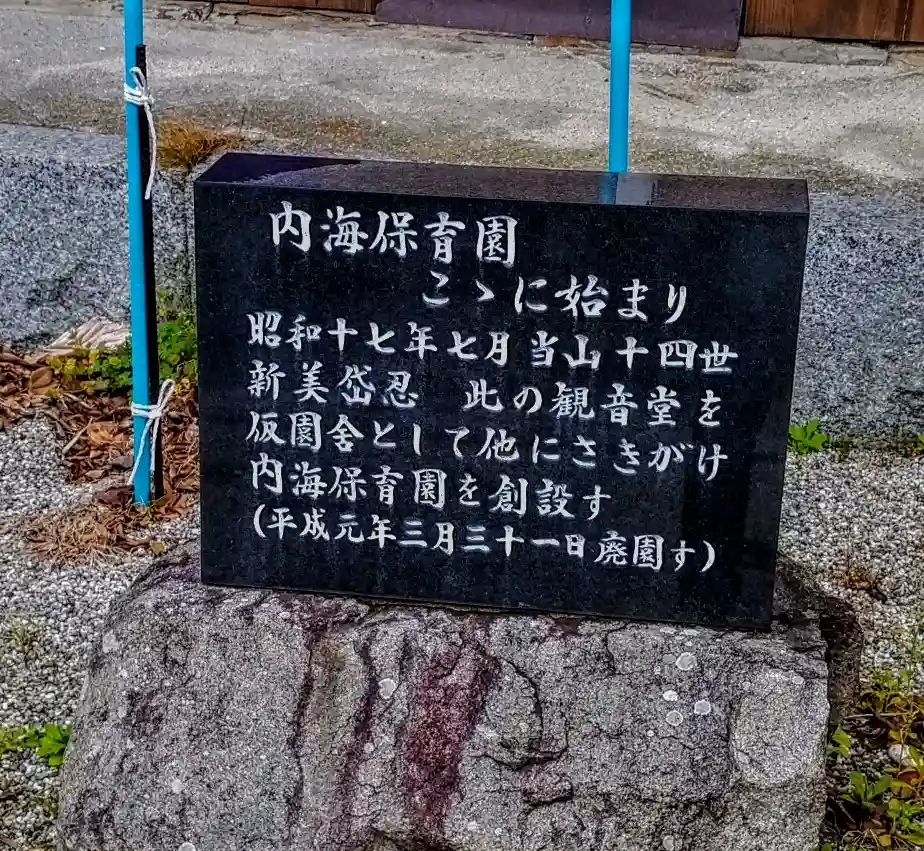 内海保育園
こゝに始まり
昭和十七年七月当山十四世
新美岱忍　此の観音堂を
仮園舎として他にさきがけ
内海保育園を創設す
(平成元年三月三十一日廃園す)